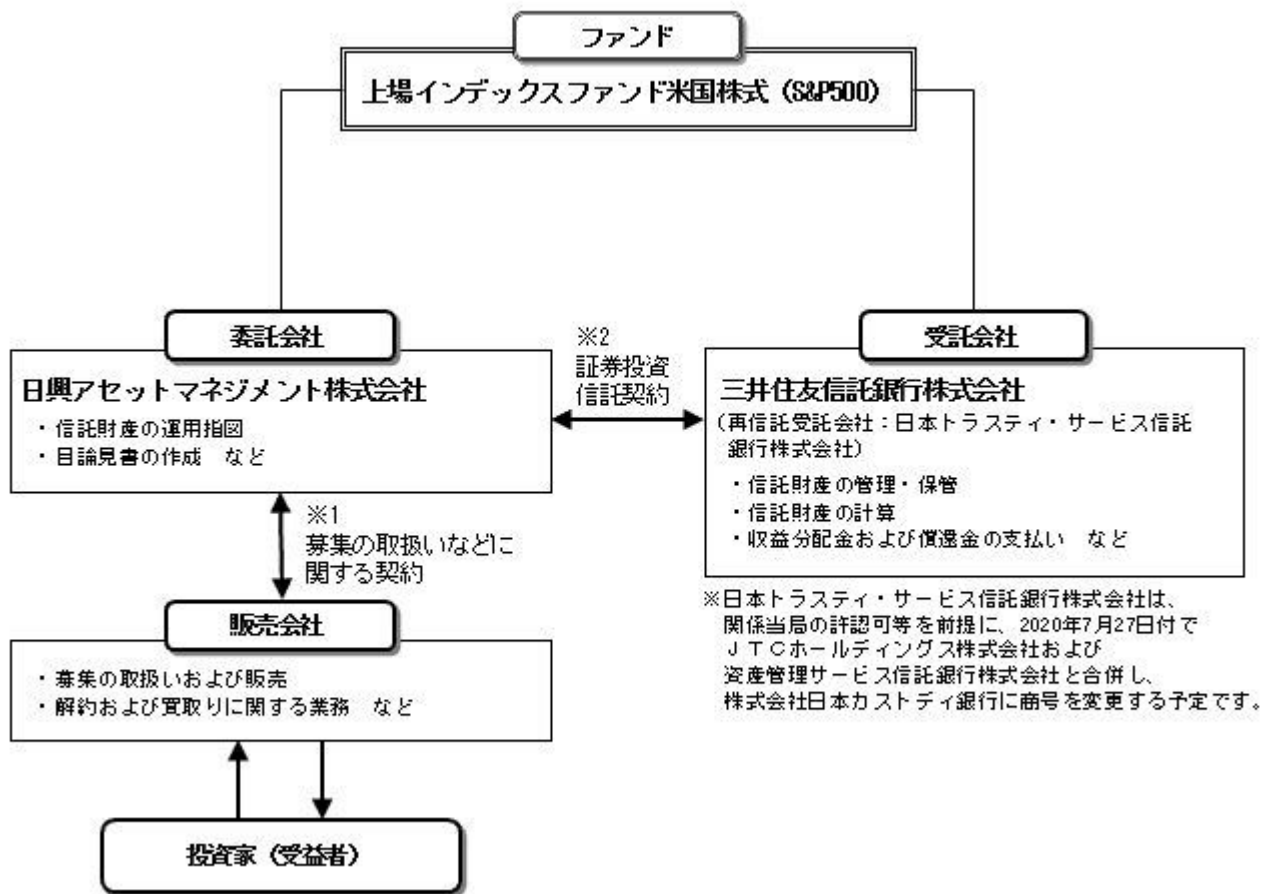 ファンド
上場インデックスファンド米国株式（S&P500）
委託会社
日興アセットマネジメント株式会社
・信託財産の運用指図
・目論見書の作成　など
※2
証券投資
信託契約
受託会社
三井住友信託銀行株式会社
（再信託受託会社：日本トラスティ・サービス信託
銀行株式会社）
・信託財産の管理・保管
・信託財産の計算
・収益分配金および償還金の支払い　など
※1
募集の取扱いなどに
関する契約
※日本トラスティ・サービス信託銀行株式会社は、
関係当局の許認可等を前提に、2020年7月27日付で
ＪＴＣホールディングス株式会社および
資産管理サービス信託銀行株式会社と合併し、
株式会社日本カストディ銀行に商号を変更する予定です。
販売会社
・募集の取扱いおよび販売
・解約および買取りに関する業務　など
投資家（受益者）